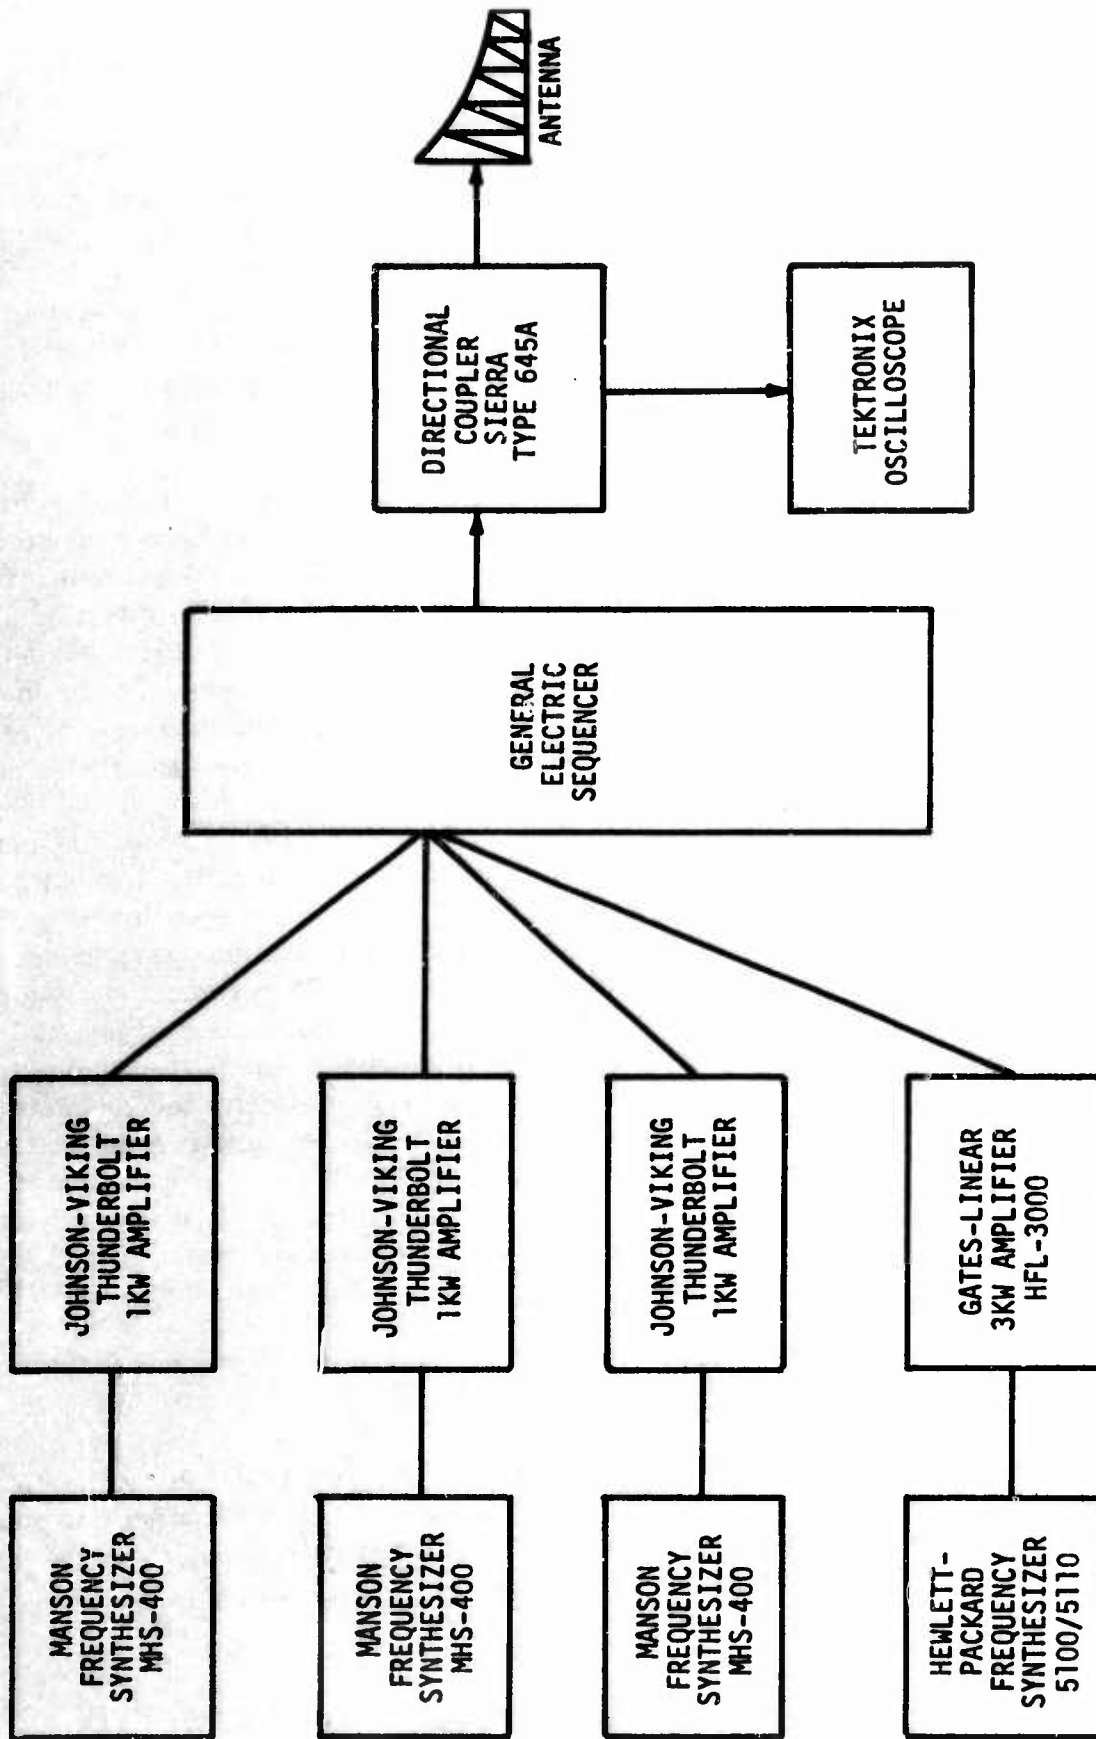 MANSON
FREQUENCY
SYNTHESIZER
MHS-400
JOHNSON-VIKING
THUNDERBOLT
1KW AMPLIFIER
MANSON
FREQUENCY
SYNTHESIZER
MHS-400
JOHNSON-VIKING
THUNDERBOLT
1KW AMPLIFIER
MANSON
FREQUENCY
SYNTHESIZER
MHS-400
JOHNSON-VIKING
THUNDERBOLT
1KW AMPLIFIER
HEWLETT-
PACKARD
FREQUENCY
SYNTHESIZER
5100/5110
GATES-LINEAR
3KW AMPLIFIER
HFL-3000
GENERAL
ELECTRIC
SEQUENCER
DIRECTIONAL
COUPLER
SIERRA
TYPE 645A
TEKTRONIX
OSCILLOSCOPE
ANTENNA